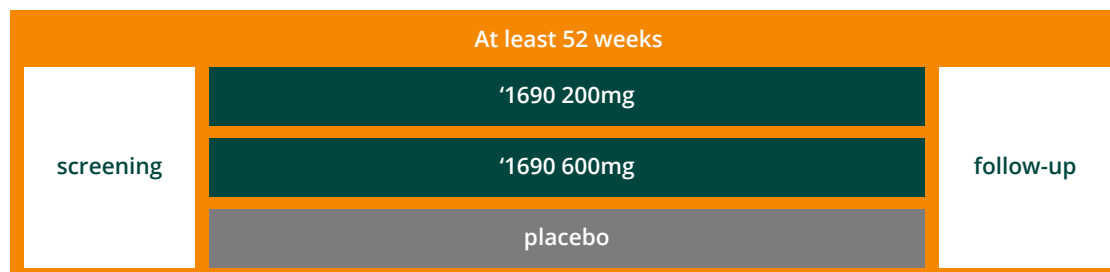 At least 52 weeks
‘1690 200mg
screening
‘1690 600mg
follow-up
placebo